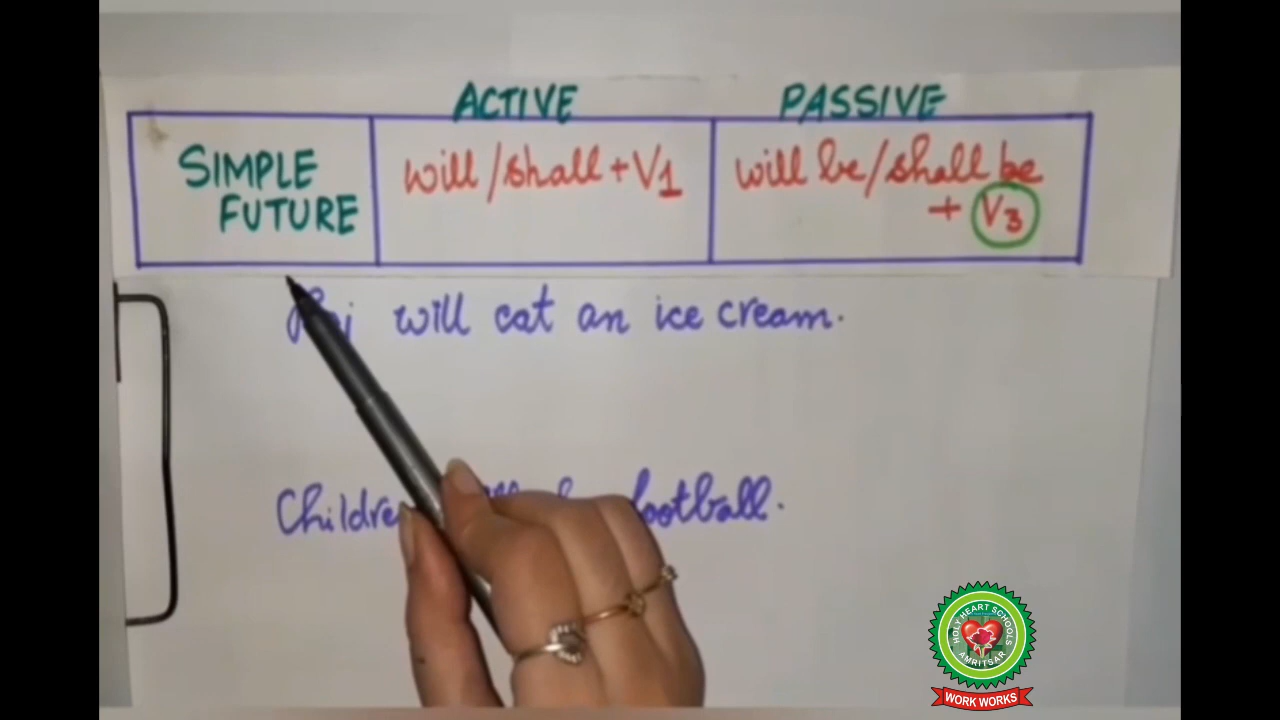 ACTIVE PASSIVE
SIMPLE FUTURE will/shall + V1 will be/shall be + V3
will eat an ice cream.
football.
HOLY HEART SCHOOLS
AMRITSAR
WORK WORKS